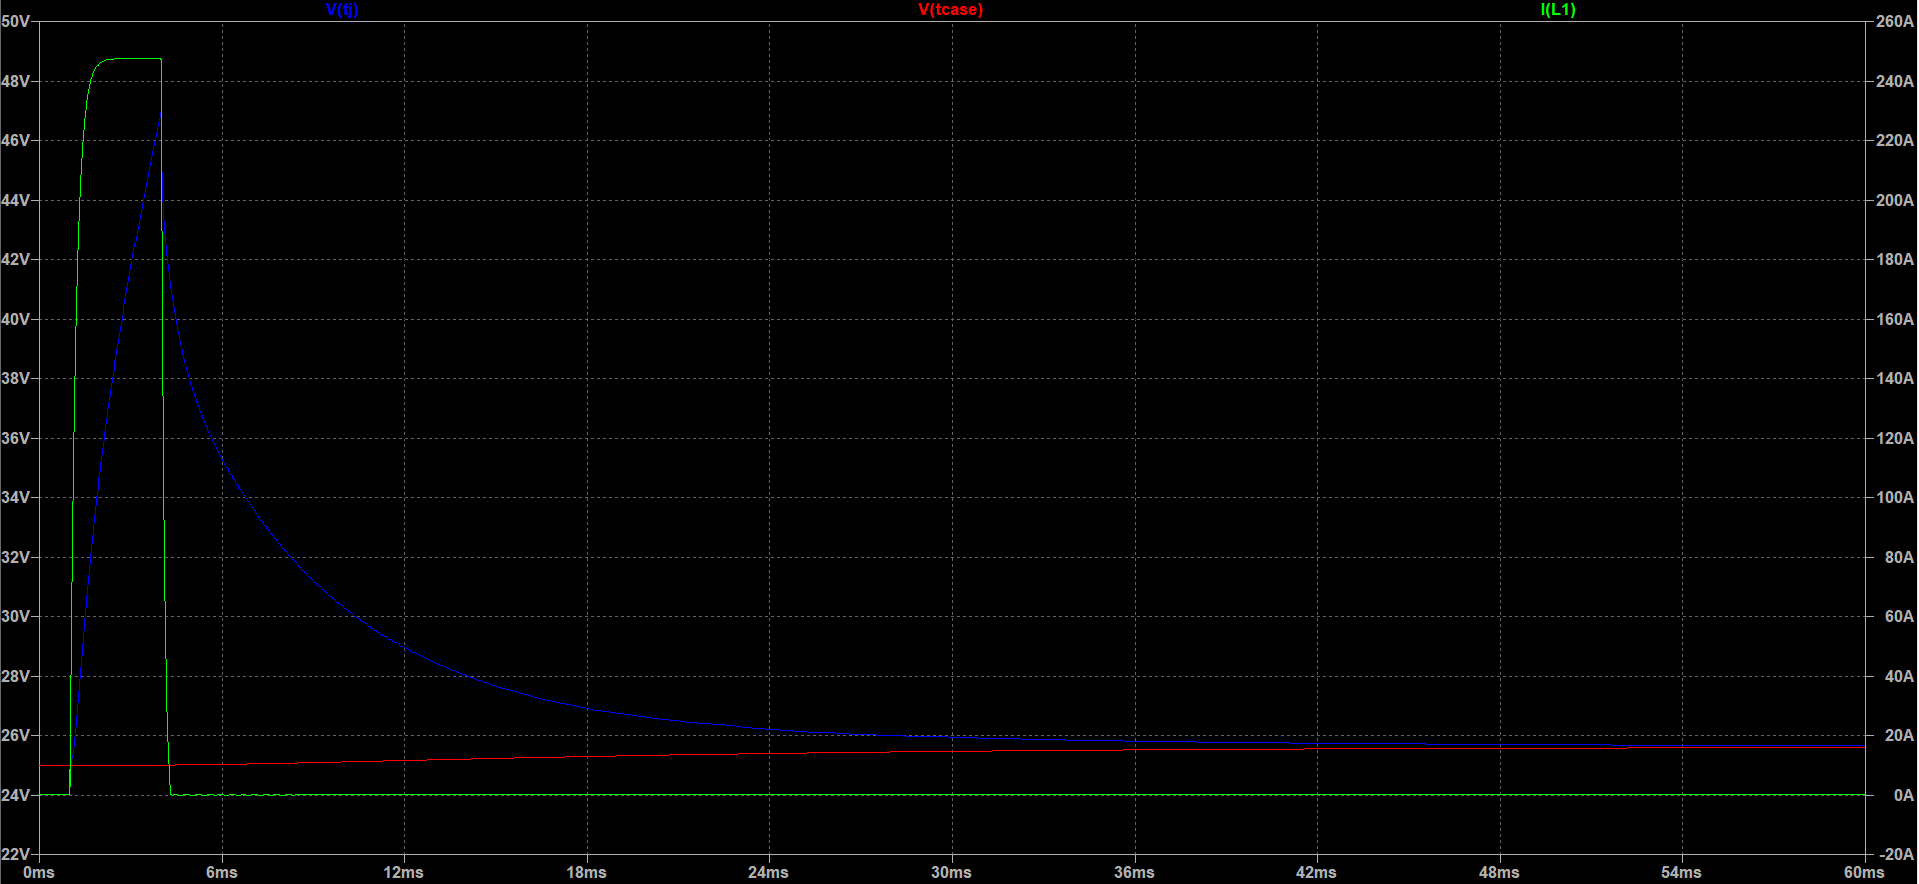 V(tj) V(tcase) I(L1)
50V 260A
48V 240A
46V 220A
44V 200A
42V 180A
40V 160A
38V 140A
36V 120A
34V 100A
32V 80A
30V 60A
28V 40A
26V 20A
24V 0A
22V -20A
0ms 6ms 12ms 18ms 24ms 30ms 36ms 42ms 48ms 54ms 60ms